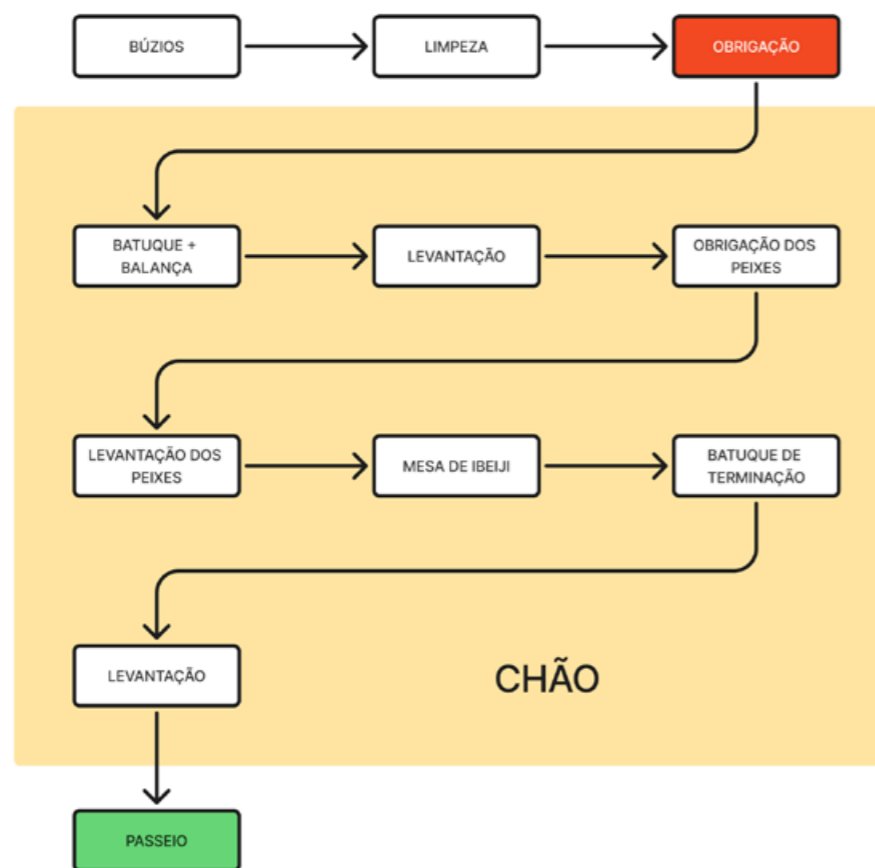 BÚZIOS
LIMPEZA
OBRIGAÇÃO
BATUQUE +
BALANÇA
LEVANTAÇÃO
OBRIGAÇÃO DOS
PEIXES
LEVANTAÇÃO DOS
PEIXES
MESA DE IBEIJI
BATUQUE DE
TERMINAÇÃO
LEVANTAÇÃO
CHÃO
PASSEIO